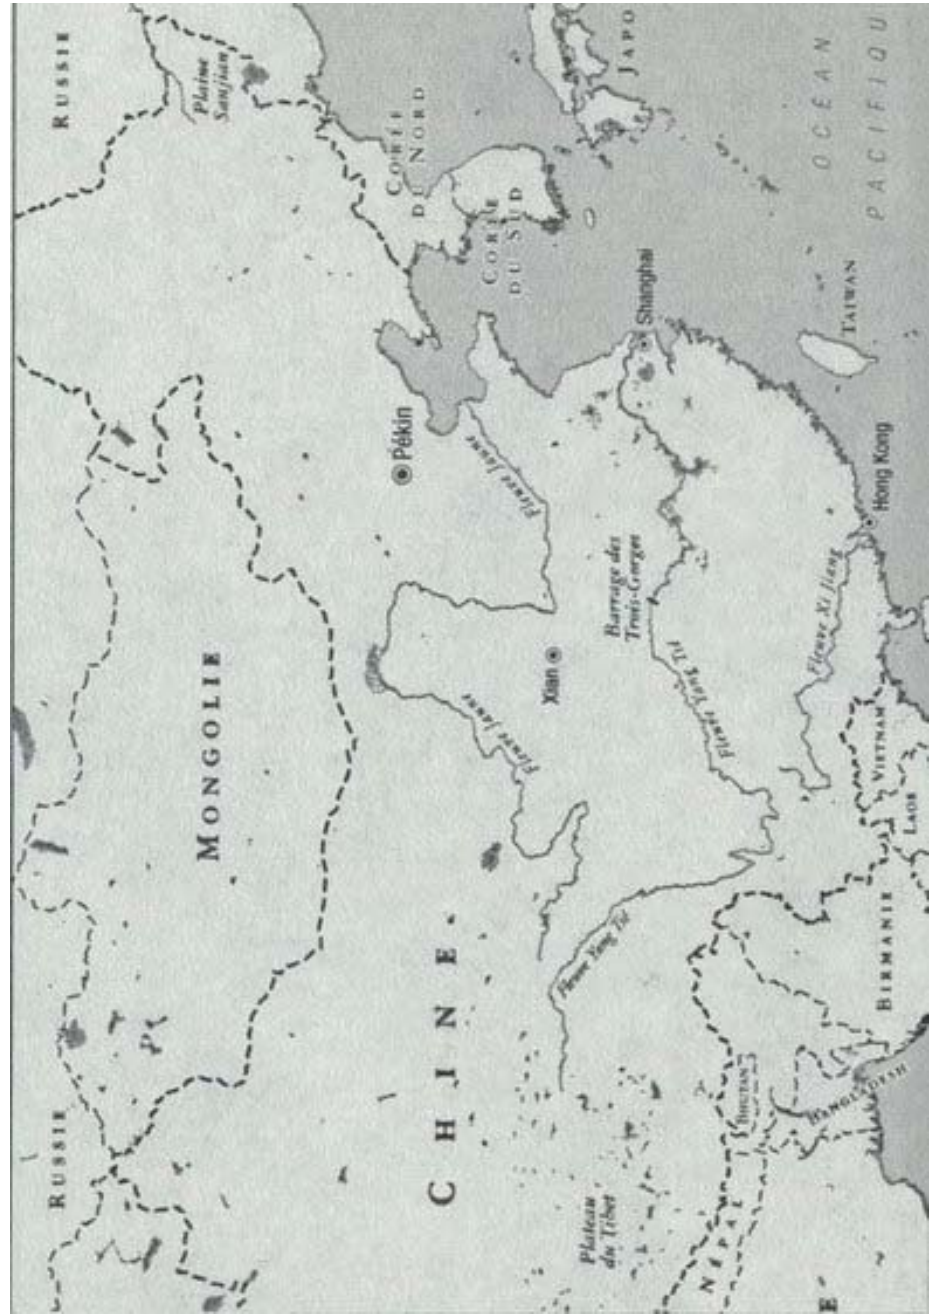 RUSSIE
RUSSIE
Plaine
Sanjian
MONGOLIE
Pékin
CORÉE
DU NORD
CHINE
Fleuve Jaune
Fleuve Jaune
CORÉE
DU SUD
Xian
Plateau
du Tibet
Fleuve Yang Tsé
Barrage des
Trois-Gorges
Shanghai
JAPO
Fleuve Yang Tsé
NÉPAL
BHUTAN
BANGLADESH
Fleuve Xi Jiang
OCÉAN
PACIFIQU
TAIWAN
Hong Kong
BIRMANIE
VIETNAM
LAOS
E